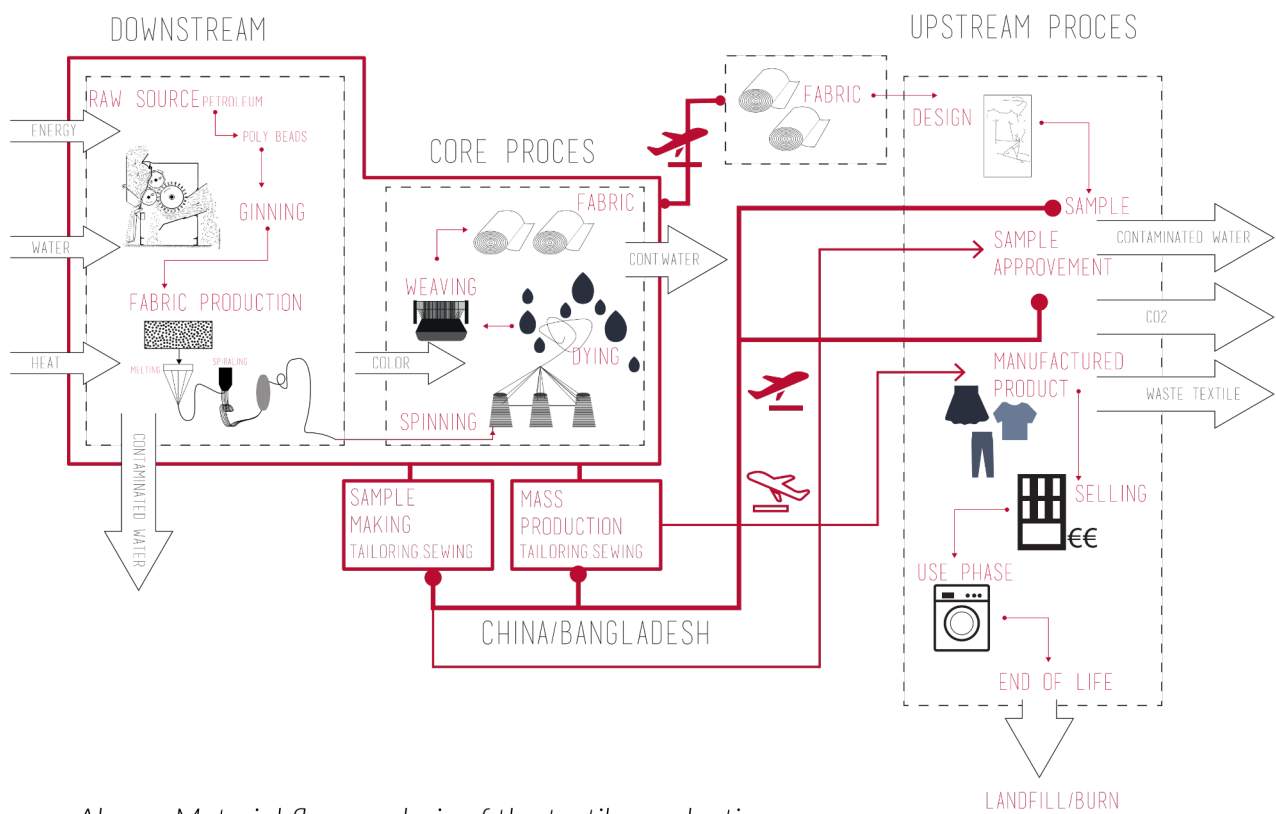 DOWNSTREAM
UPSTREAM PROCES
RAW SOURCE PETROLEUM
ENERGY
POLY BEADS
GINNING
WATER
FABRIC PRODUCTION
HEAT
MELTING
SPIRALING
CONTAMINATED WATER
CORE PROCES
FABRIC
CONT.WATER
WEAVING
DYING
COLOR
SPINNING
SAMPLE
MAKING
TAILORING, SEWING
MASS
PRODUCTION
TAILORING, SEWING
CHINA/BANGLADESH
FABRIC
DESIGN
SAMPLE
CONTAMINATED WATER
SAMPLE
APPROVEMENT
CO2
MANUFACTURED
PRODUCT
WASTE TEXTILE
SELLING
€€
USE PHASE
END OF LIFE
LANDFILL/BURN